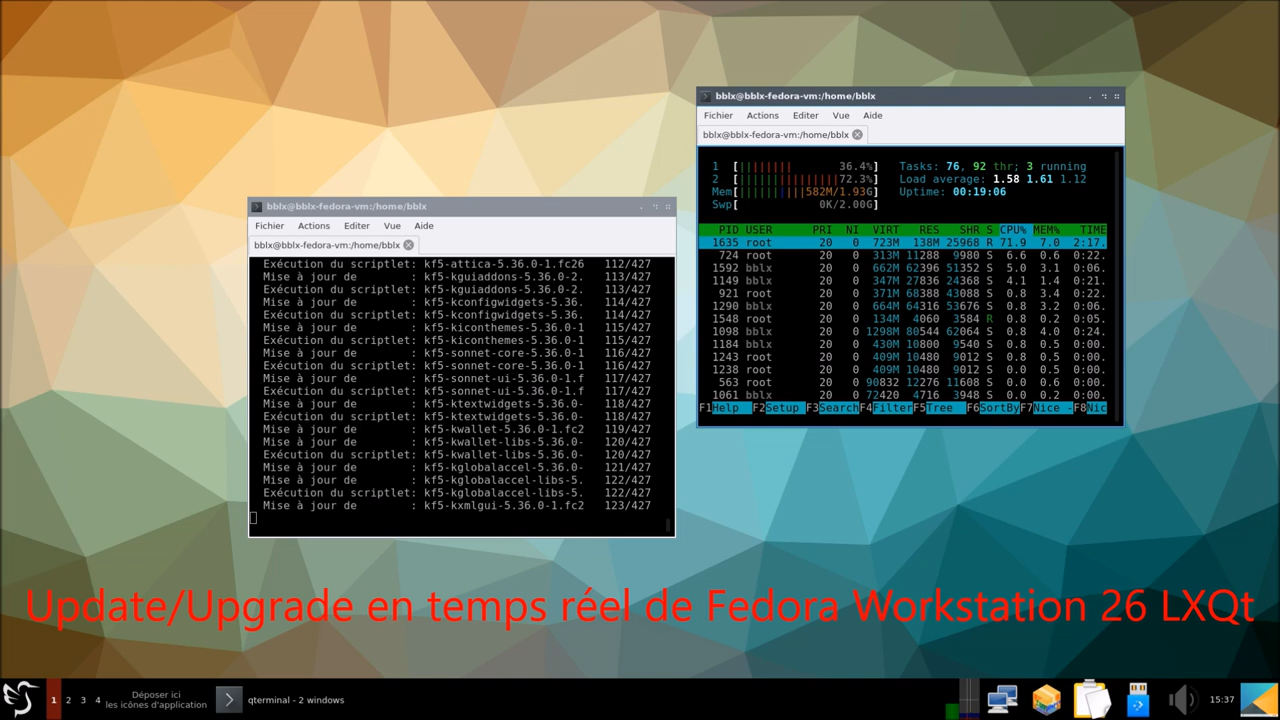 bblx@bblx-fedora-vm:/home/bblx
Fichier Actions Editer Vue Aide
bblx@bblx-fedora-vm:/home/bblx
1 [|||||||| 36.4%] Tasks: 76, 92 thr; 3 running
2 [|||||||||||||||||| 72.3%] Load average: 1.58 1.61 1.12
Mem[|||||||||||582M/1.93G] Uptime: 00:19:06
Swp[ 0K/2.00G]
PID USER PRI NI VIRT RES SHR S CPU% MEM% TIME
1635 root 20 0 723M 138M 25968 R 71.9 7.0 2:17.
724 root 20 0 313M 11288 9980 S 6.6 0.6 0:22.
1592 bblx 20 0 662M 62396 51352 S 5.0 3.1 0:06.
1149 bblx 20 0 347M 27836 24368 S 4.1 1.4 0:21.
921 root 20 0 371M 68388 43088 S 0.8 3.4 0:22.
1290 bblx 20 0 664M 64316 53676 S 0.8 3.2 0:06.
1548 root 20 0 134M 4060 3584 R 0.8 0.2 0:05.
1098 bblx 20 0 1298M 80544 62064 S 0.8 4.0 0:24.
1184 bblx 20 0 430M 10800 9540 S 0.8 0.5 0:00.
1243 root 20 0 409M 10480 9012 S 0.8 0.5 0:00.
1238 root 20 0 409M 10480 9012 S 0.0 0.5 0:00.
563 root 20 0 90832 12276 11608 S 0.0 0.6 0:00.
1061 bblx 20 0 72420 4716 3948 S 0.0 0.2 0:00.
F1Help F2Setup F3SearchF4FilterF5Tree F6SortByF7Nice -F8Nic
bblx@bblx-fedora-vm:/home/bblx
Fichier Actions Editer Vue Aide
bblx@bblx-fedora-vm:/home/bblx
Exécution du scriptlet: kf5-attica-5.36.0-1.fc26 112/427
Mise à jour de : kf5-kguiaddons-5.36.0-2. 113/427
Exécution du scriptlet: kf5-kguiaddons-5.36.0-2. 113/427
Mise à jour de : kf5-kconfigwidgets-5.36. 114/427
Exécution du scriptlet: kf5-kconfigwidgets-5.36. 114/427
Mise à jour de : kf5-kiconthemes-5.36.0-1 115/427
Exécution du scriptlet: kf5-kiconthemes-5.36.0-1 115/427
Mise à jour de : kf5-sonnet-core-5.36.0-1 116/427
Exécution du scriptlet: kf5-sonnet-core-5.36.0-1 116/427
Mise à jour de : kf5-sonnet-ui-5.36.0-1.f 117/427
Exécution du scriptlet: kf5-sonnet-ui-5.36.0-1.f 117/427
Mise à jour de : kf5-ktextwidgets-5.36.0- 118/427
Exécution du scriptlet: kf5-ktextwidgets-5.36.0- 118/427
Mise à jour de : kf5-kwallet-5.36.0-1.fc2 119/427
Mise à jour de : kf5-kwallet-libs-5.36.0- 120/427
Exécution du scriptlet: kf5-kwallet-libs-5.36.0- 120/427
Mise à jour de : kf5-kglobalaccel-5.36.0- 121/427
Mise à jour de : kf5-kglobalaccel-libs-5. 122/427
Exécution du scriptlet: kf5-kglobalaccel-libs-5. 122/427
Mise à jour de : kf5-kxmlgui-5.36.0-1.fc2 123/427
Update/Upgrade en temps réel de Fedora Workstation 26 LXQt
1 2 3 4
Déposer ici
les icônes d'application
qterminal - 2 windows
15:37